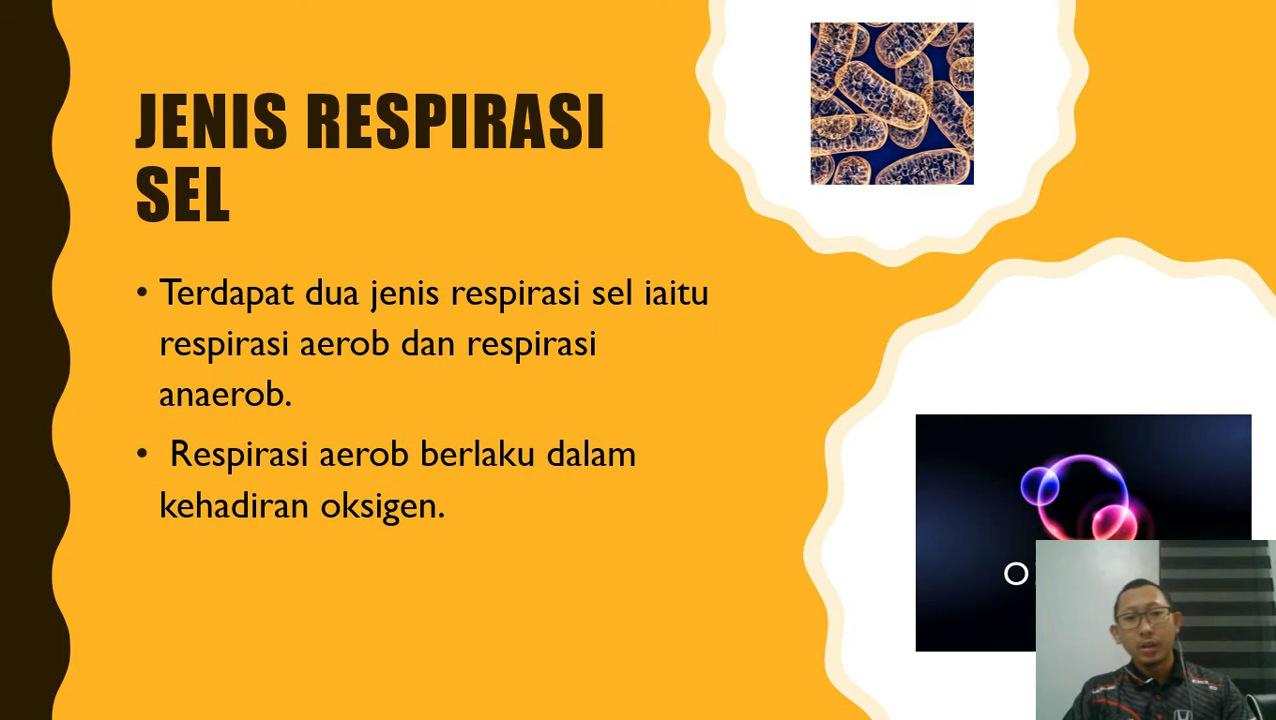 JENIS RESPIRASI
SEL
• Terdapat dua jenis respirasi sel iaitu
respirasi aerob dan respirasi
anaerob.
• Respirasi aerob berlaku dalam
kehadiran oksigen.